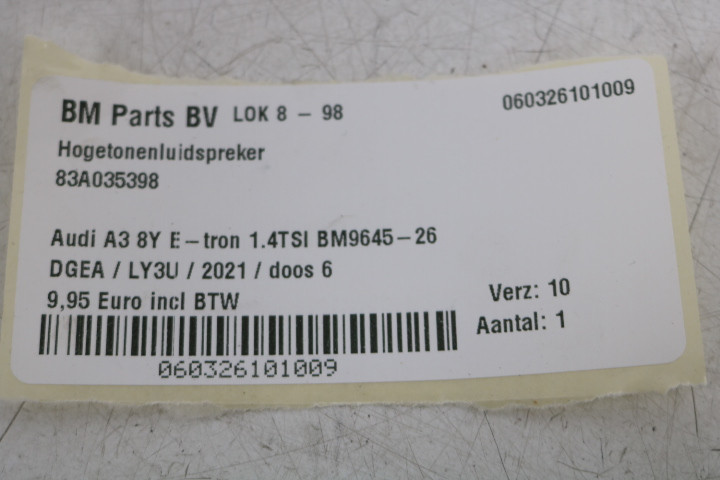 BM Parts BV LOK 8 - 98 060326101009
Hogetonenluidspreker
83A035398
Audi A3 8Y E-tron 1.4TSI BM9645-26
DGEA / LY3U / 2021 / doos 6
9,95 Euro incl BTW
Verz: 10
Aantal: 1
060326101009